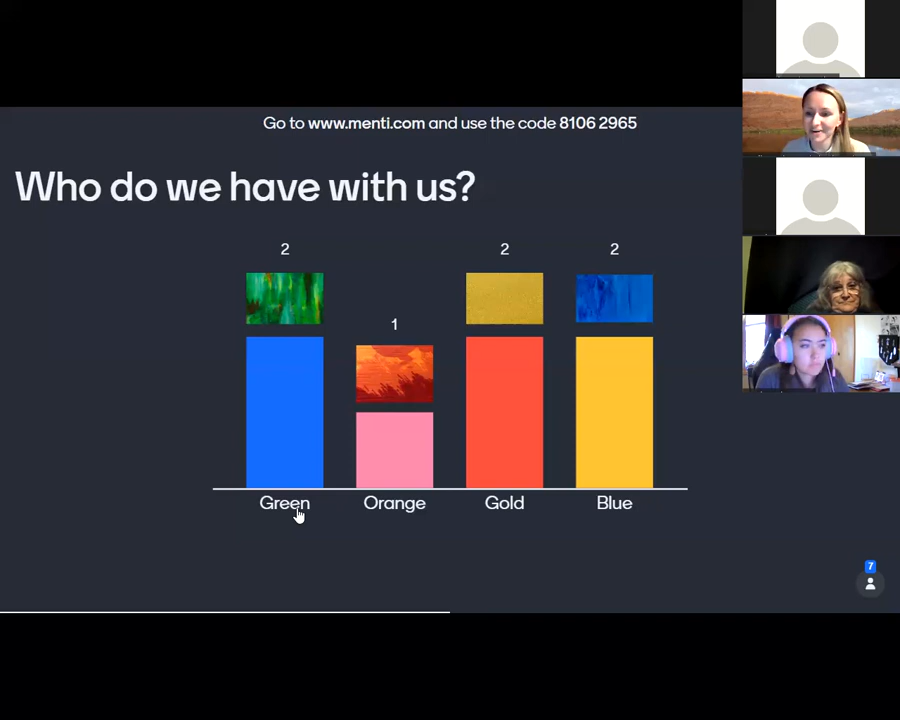 Go to www.menti.com and use the code 8106 2965
Who do we have with us?
2
1
2
2
Green
Orange
Gold
Blue
7